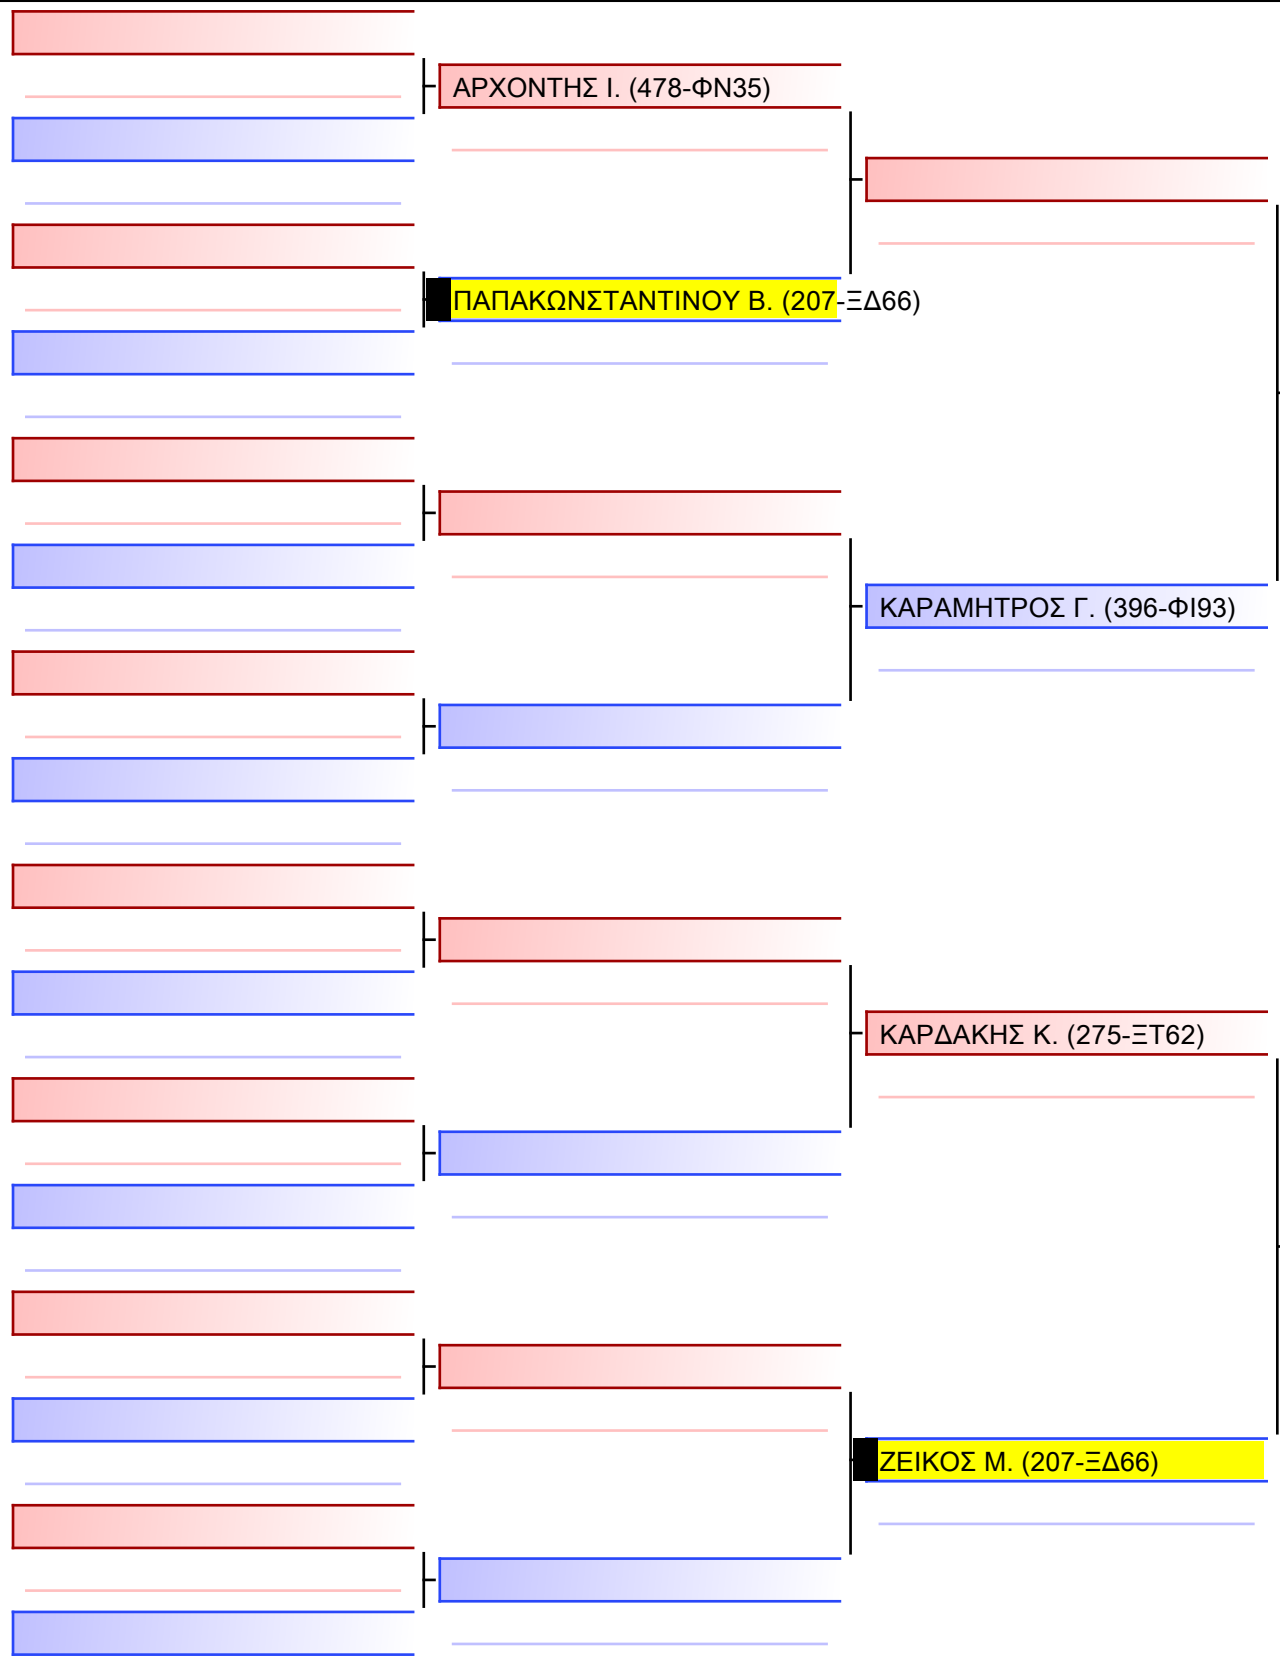 ΑΡΧΟΝΤΗΣ Ι. (478-ΦΝ35)
ΠΑΠΑΚΩΝΣΤΑΝΤΙΝΟΥ Β. (207-ΞΔ66)
ΚΑΡΑΜΗΤΡΟΣ Γ. (396-ΦΙ93)
ΚΑΡΔΑΚΗΣ Κ. (275-ΞΤ62)
ΖΕΙΚΟΣ Μ. (207-ΞΔ66)